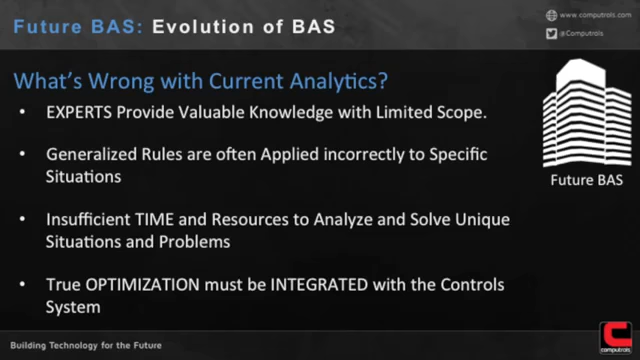 Future BAS: Evolution of BAS
www.computrols.com
@Computrols
What's Wrong with Current Analytics?
• EXPERTS Provide Valuable Knowledge with Limited Scope.
• Generalized Rules are often Applied incorrectly to Specific
Situations
• Insufficient TIME and Resources to Analyze and Solve Unique
Situations and Problems
• True OPTIMIZATION must be INTEGRATED with the Controls
System
Future BAS
Building Technology for the Future
computrols